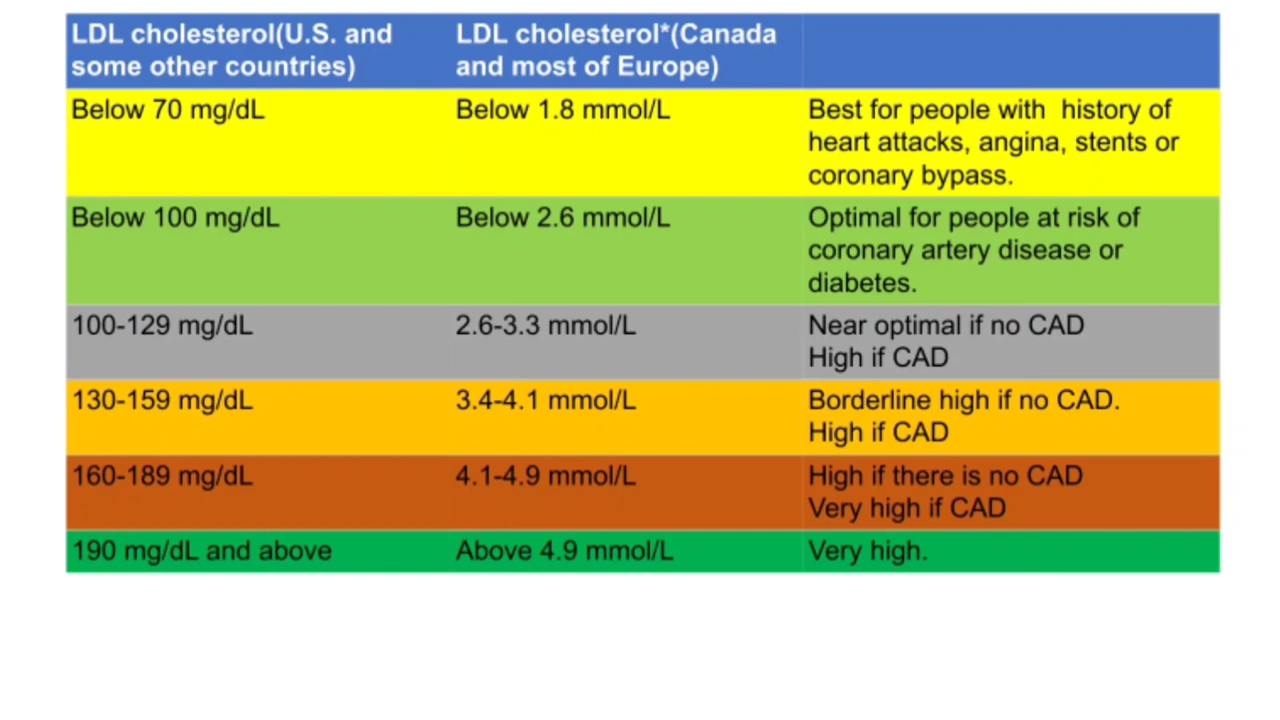 LDL cholesterol(U.S. and
some other countries)
LDL cholesterol*(Canada
and most of Europe)
Below 70 mg/dL
Below 1.8 mmol/L
Best for people with  history of
heart attacks, angina, stents or
coronary bypass.
Below 100 mg/dL
Below 2.6 mmol/L
Optimal for people at risk of
coronary artery disease or
diabetes.
100-129 mg/dL
2.6-3.3 mmol/L
Near optimal if no CAD
High if CAD
130-159 mg/dL
3.4-4.1 mmol/L
Borderline high if no CAD.
High if CAD
160-189 mg/dL
4.1-4.9 mmol/L
High if there is no CAD
Very high if CAD
190 mg/dL and above
Above 4.9 mmol/L
Very high.